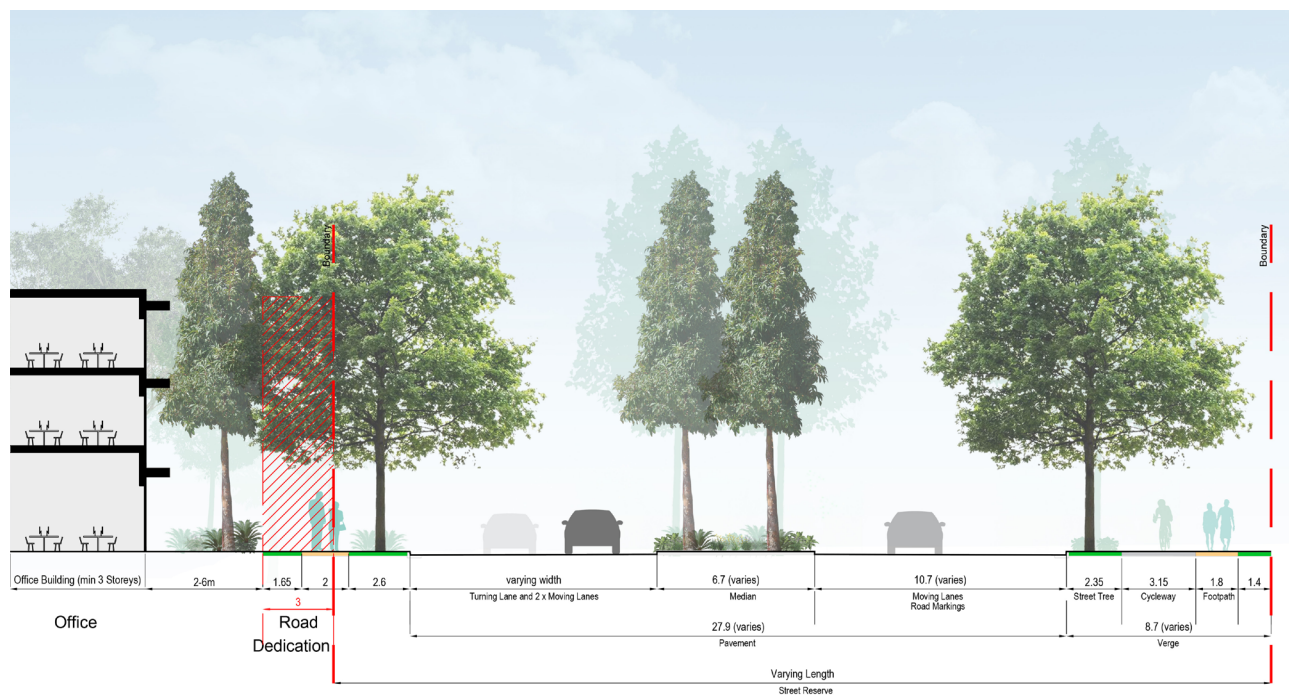 Boundary
Boundary
Office Building (min 3 Storeys)
2-6m
1.65
2
2.6
varying width
Turning Lane and 2 x Moving Lanes
6.7 (varies)
Median
10.7 (varies)
Moving Lanes
Road Markings
2.35
Street Tree
3.15
Cycleway
1.8
Footpath
1.4
3
Office
Road
Dedication
27.9 (varies)
Pavement
8.7 (varies)
Verge
Varying Length
Street Reserve